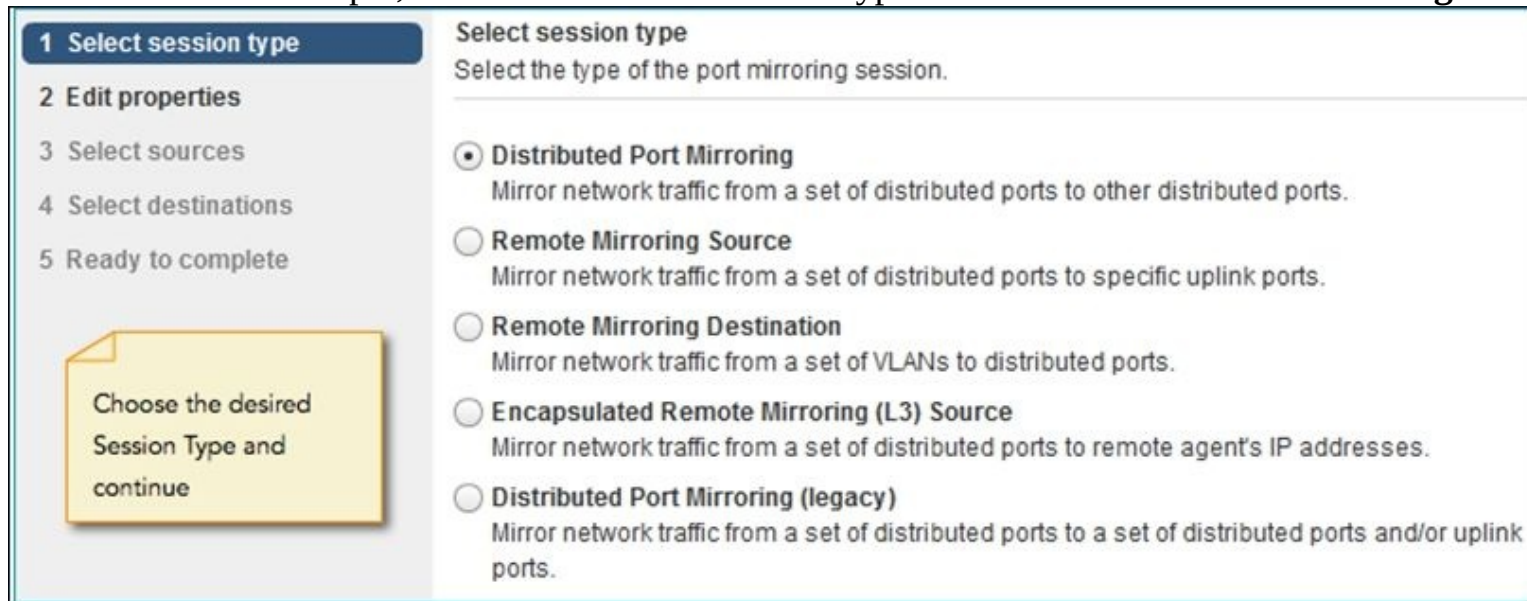 1 Select session type
2 Edit properties
3 Select sources
4 Select destinations
5 Ready to complete
Choose the desired
Session Type and
continue
Select session type
Select the type of the port mirroring session.
Distributed Port Mirroring
Mirror network traffic from a set of distributed ports to other distributed ports.
Remote Mirroring Source
Mirror network traffic from a set of distributed ports to specific uplink ports.
Remote Mirroring Destination
Mirror network traffic from a set of VLANs to distributed ports.
Encapsulated Remote Mirroring (L3) Source
Mirror network traffic from a set of distributed ports to remote agent's IP addresses.
Distributed Port Mirroring (legacy)
Mirror network traffic from a set of distributed ports to a set of distributed ports and/or uplink
ports.